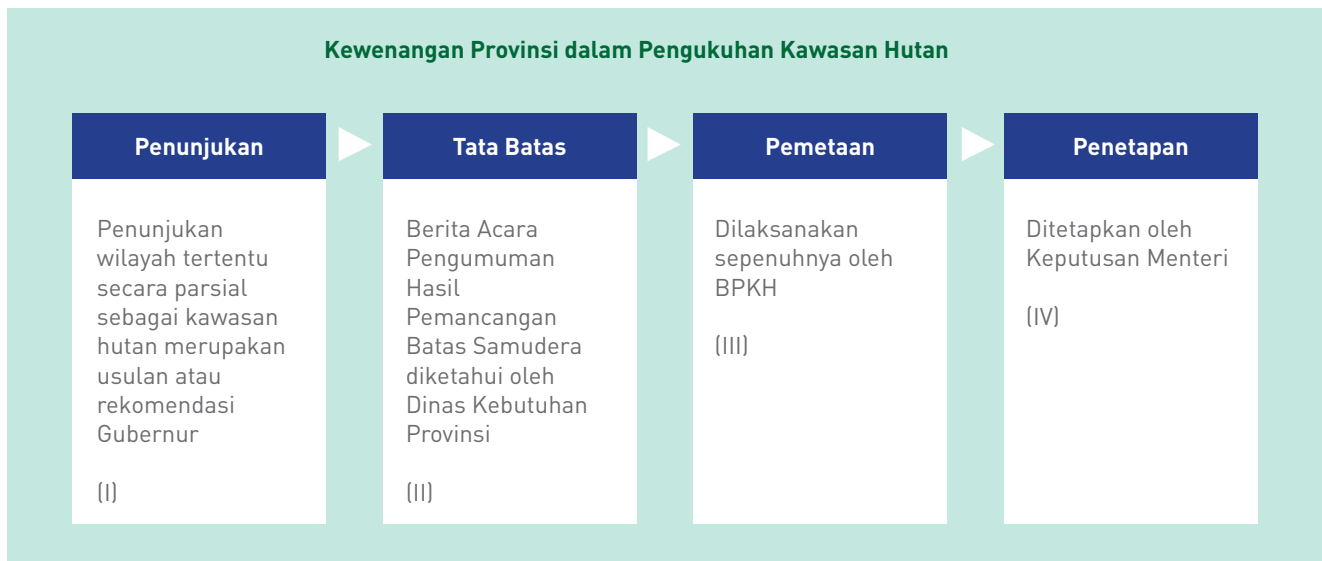 Kewenangan Provinsi dalam Pengukuhan Kawasan Hutan
Penunjukan
Penunjukan
wilayah tertentu
secara parsial
sebagai kawasan
hutan merupakan
usulan atau
rekomendasi
Gubernur
(I)
Tata Batas
Berita Acara
Pengumuman
Hasil
Pemancangan
Batas Samudera
diketahui oleh
Dinas Kebutuhan
Provinsi
(II)
Pemetaan
Dilaksanakan
sepenuhnya oleh
BPKH
(III)
Penetapan
Ditetapkan oleh
Keputusan Menteri
(IV)